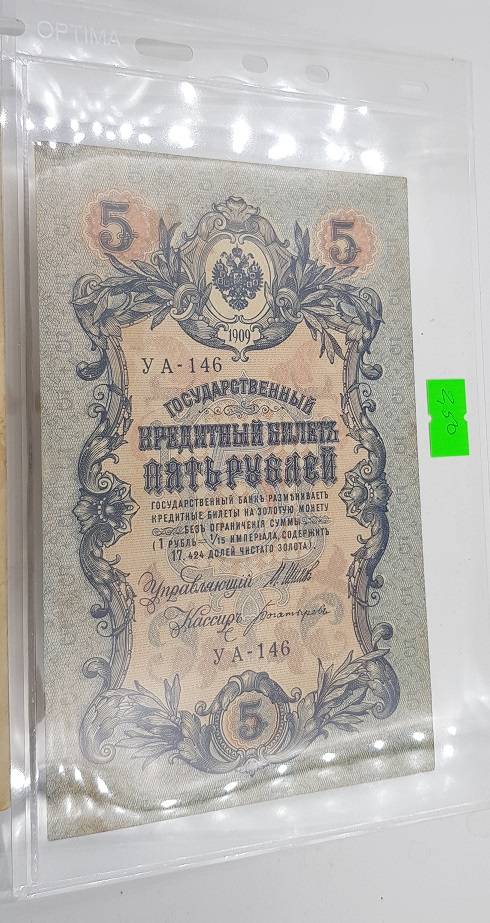 OPTIMA
5 5
1909
УА-146
ГОСУДАРСТВЕННЫЙ
КРЕДИТНЫЙ БИЛЕТЪ
ПЯТЬ РУБЛЕЙ
ГОСУДАРСТВЕННЫЙ БАНКЪ РАЗМѢНИВАЕТЪ
КРЕДИТНЫЕ БИЛЕТЫ НА ЗОЛОТУЮ МОНЕТУ
БЕЗЪ ОГРАНИЧЕНІЯ СУММЫ
(1 РУБЛЬ = 1/15 ИМПЕРІАЛА, СОДЕРЖИТЪ
17,424 ДОЛЕЙ ЧИСТАГО ЗОЛОТА).
Управляющій
Кассиръ
УА-146
5
2,50